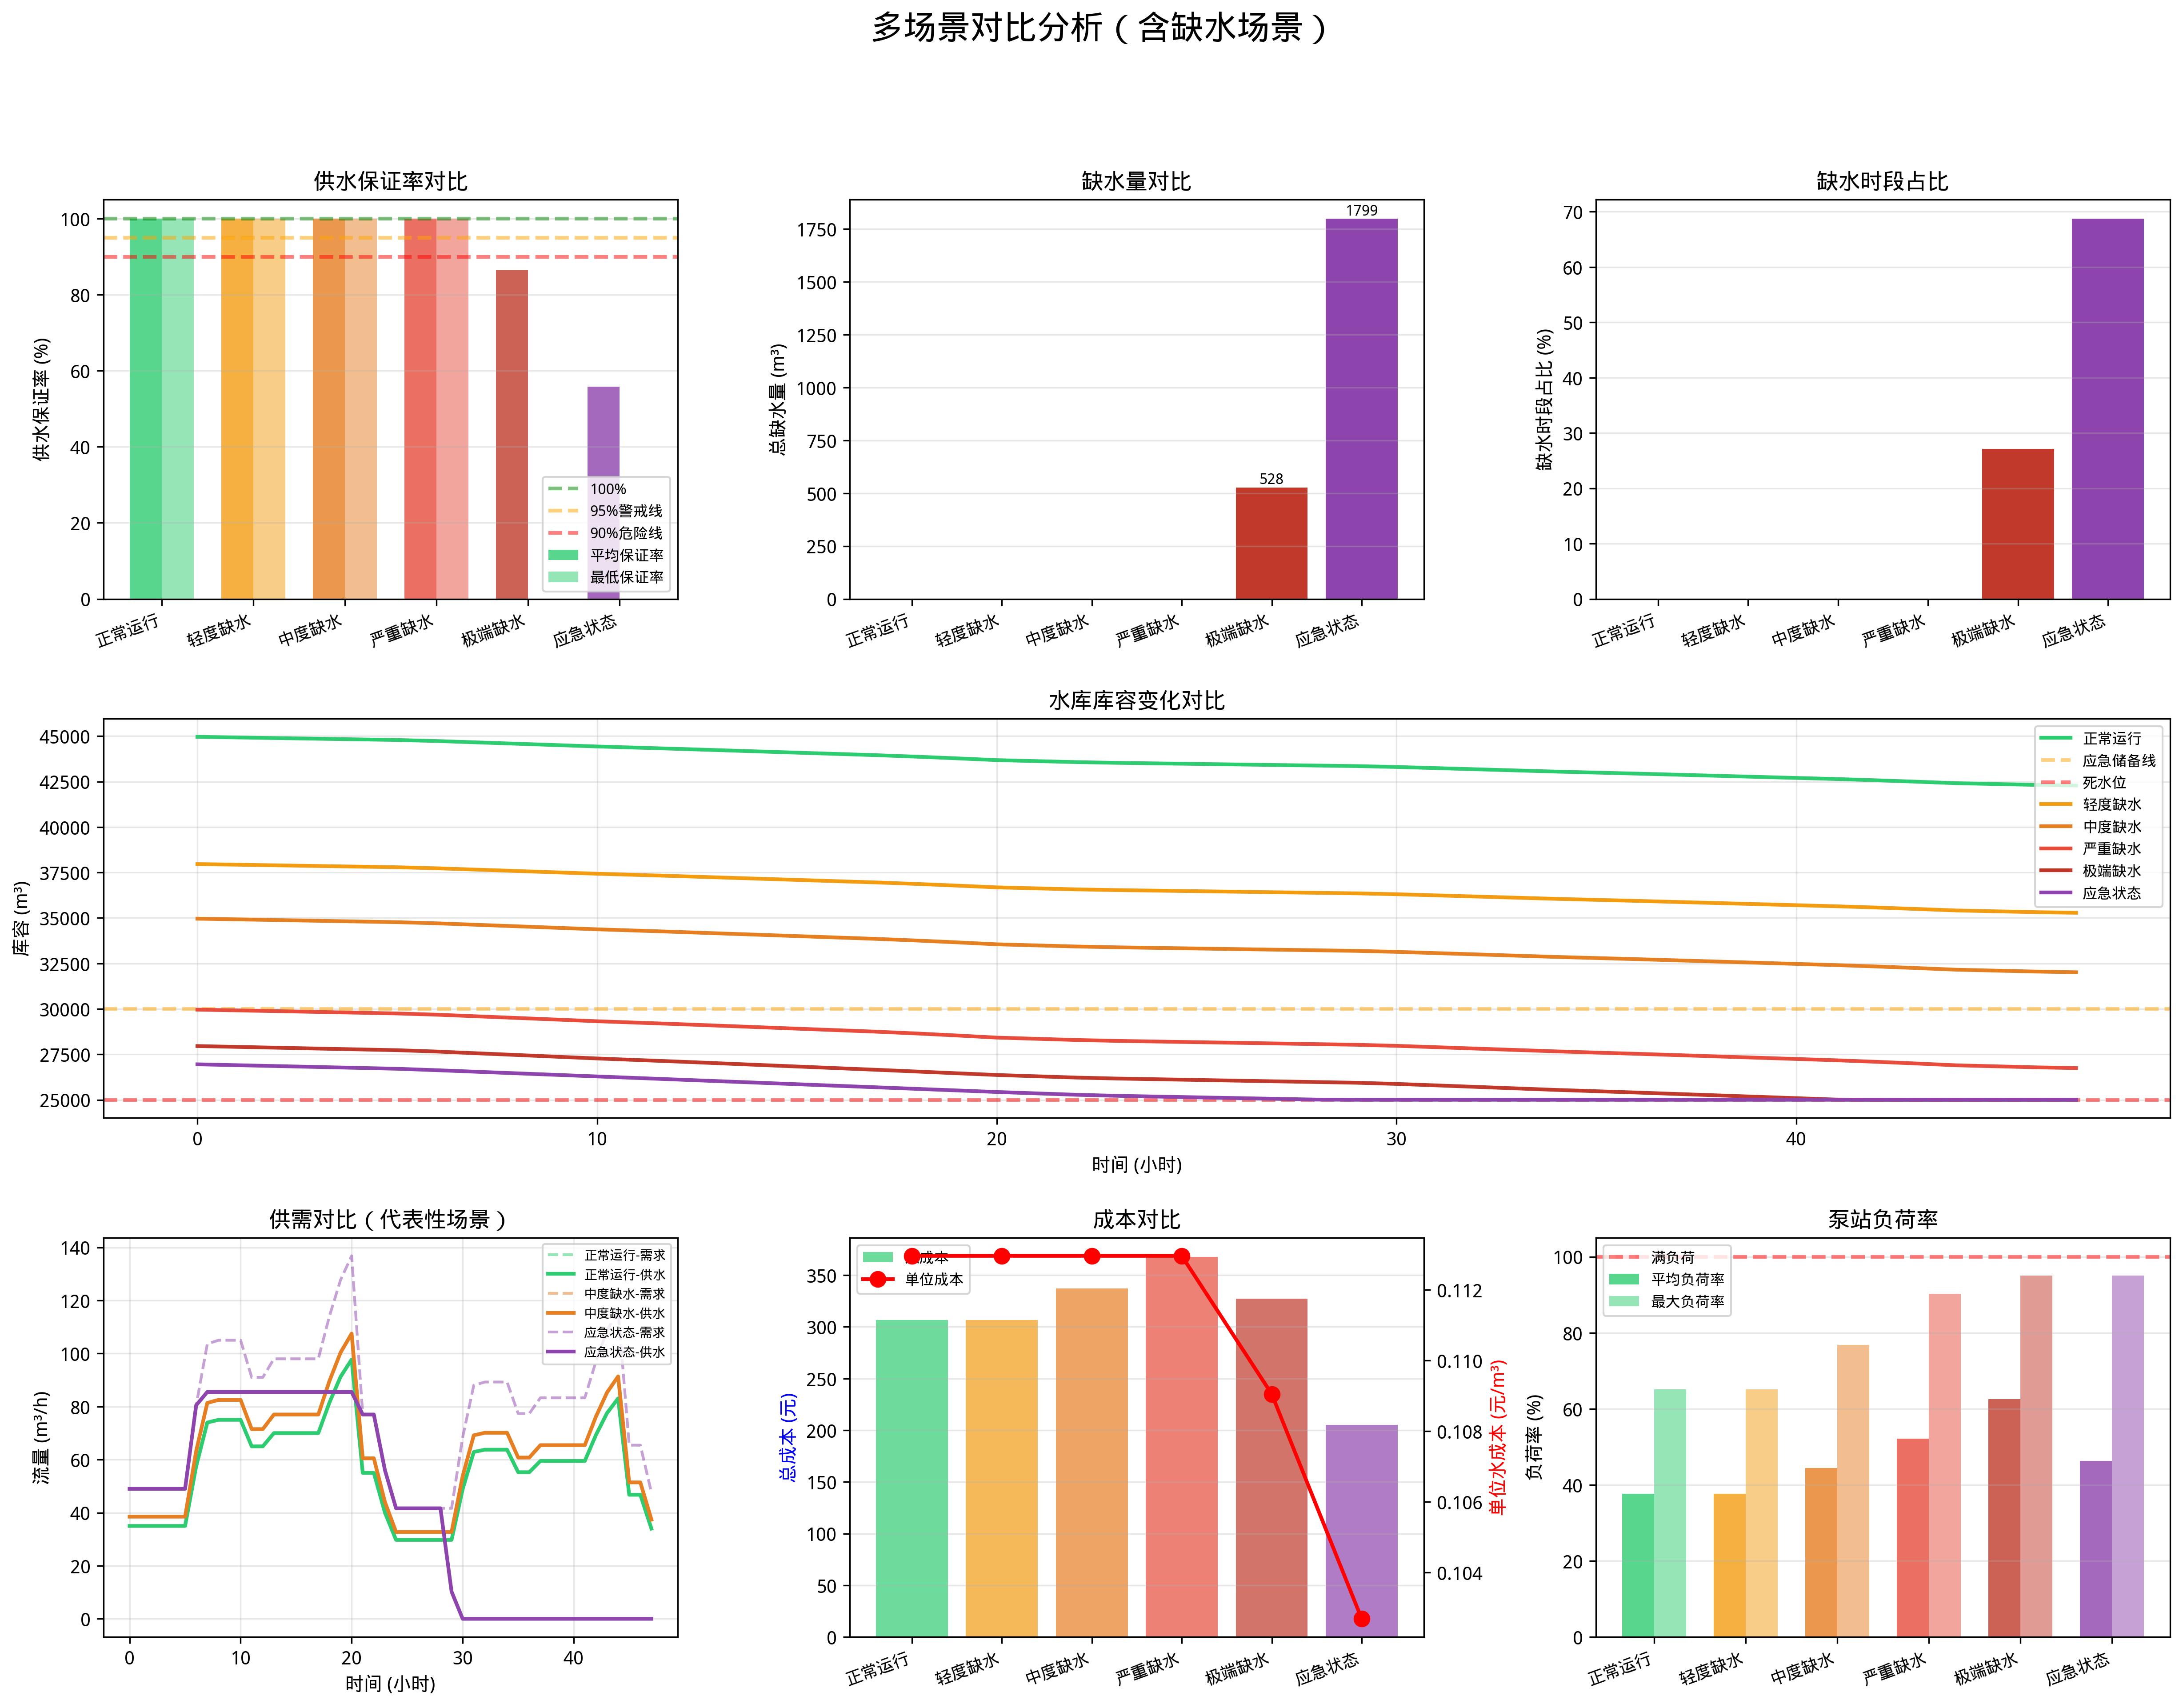 多场景对比分析（含缺水场景）
供水保证率对比
供水保证率 (%)
100
80
60
40
20
0
100%
95%警戒线
90%危险线
平均保证率
最低保证率
正常运行
轻度缺水
中度缺水
严重缺水
极端缺水
应急状态
缺水量对比
总缺水量 (m³)
1750
1500
1250
1000
750
500
250
0
528
1799
正常运行
轻度缺水
中度缺水
严重缺水
极端缺水
应急状态
缺水时段占比
缺水时段占比 (%)
70
60
50
40
30
20
10
0
正常运行
轻度缺水
中度缺水
严重缺水
极端缺水
应急状态
水库库容变化对比
库容 (m³)
45000
42500
40000
37500
35000
32500
30000
27500
25000
正常运行
应急储备线
死水位
轻度缺水
中度缺水
严重缺水
极端缺水
应急状态
0
10
20
30
40
时间 (小时)
供需对比（代表性场景）
流量 (m³/h)
140
120
100
80
60
40
20
0
正常运行-需求
正常运行-供水
中度缺水-需求
中度缺水-供水
应急状态-需求
应急状态-供水
0
10
20
30
40
时间 (小时)
成本对比
总成本 (元)
350
300
250
200
150
100
50
0
成本
单位成本
0.112
0.110
0.108
0.106
0.104
单位水成本 (元/m³)
正常运行
轻度缺水
中度缺水
严重缺水
极端缺水
应急状态
泵站负荷率
负荷率 (%)
100
80
60
40
20
0
满负荷
平均负荷率
最大负荷率
正常运行
轻度缺水
中度缺水
严重缺水
极端缺水
应急状态